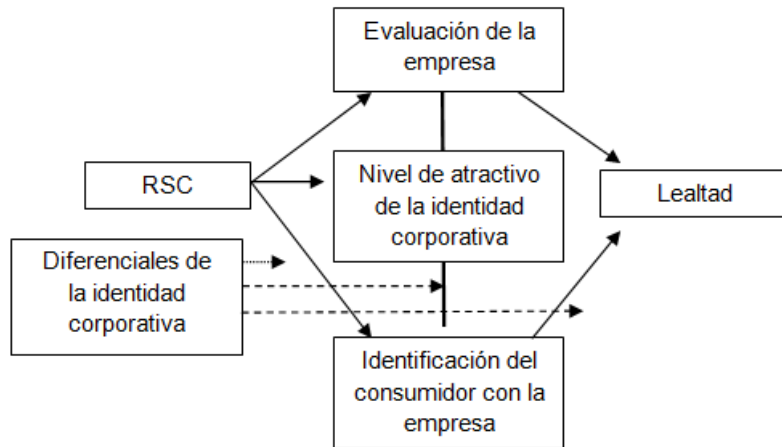 Evaluación de la
empresa
RSC
Nivel de atractivo
de la identidad
corporativa
Lealtad
Diferenciales de
la identidad
corporativa
Identificación del
consumidor con la
empresa